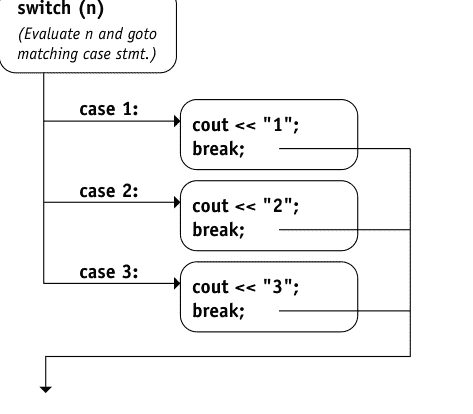 switch (n)
(Evaluate n and goto
matching case stmt.)
case 1:
cout << "1";
break;
case 2:
cout << "2";
break;
case 3:
cout << "3";
break;